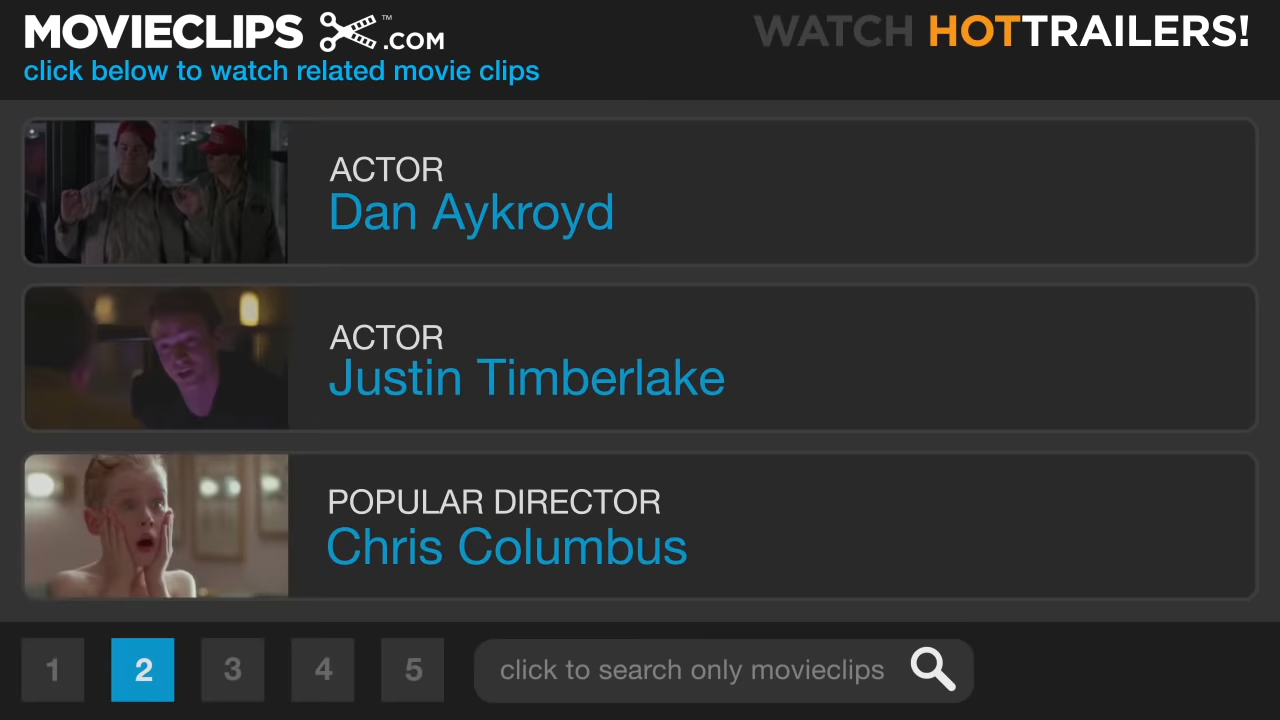 MOVIECLIPS ™ .COM
WATCH HOTTRAILERS!
click below to watch related movie clips
ACTOR
Dan Aykroyd
ACTOR
Justin Timberlake
POPULAR DIRECTOR
Chris Columbus
1 2 3 4 5
click to search only movieclips